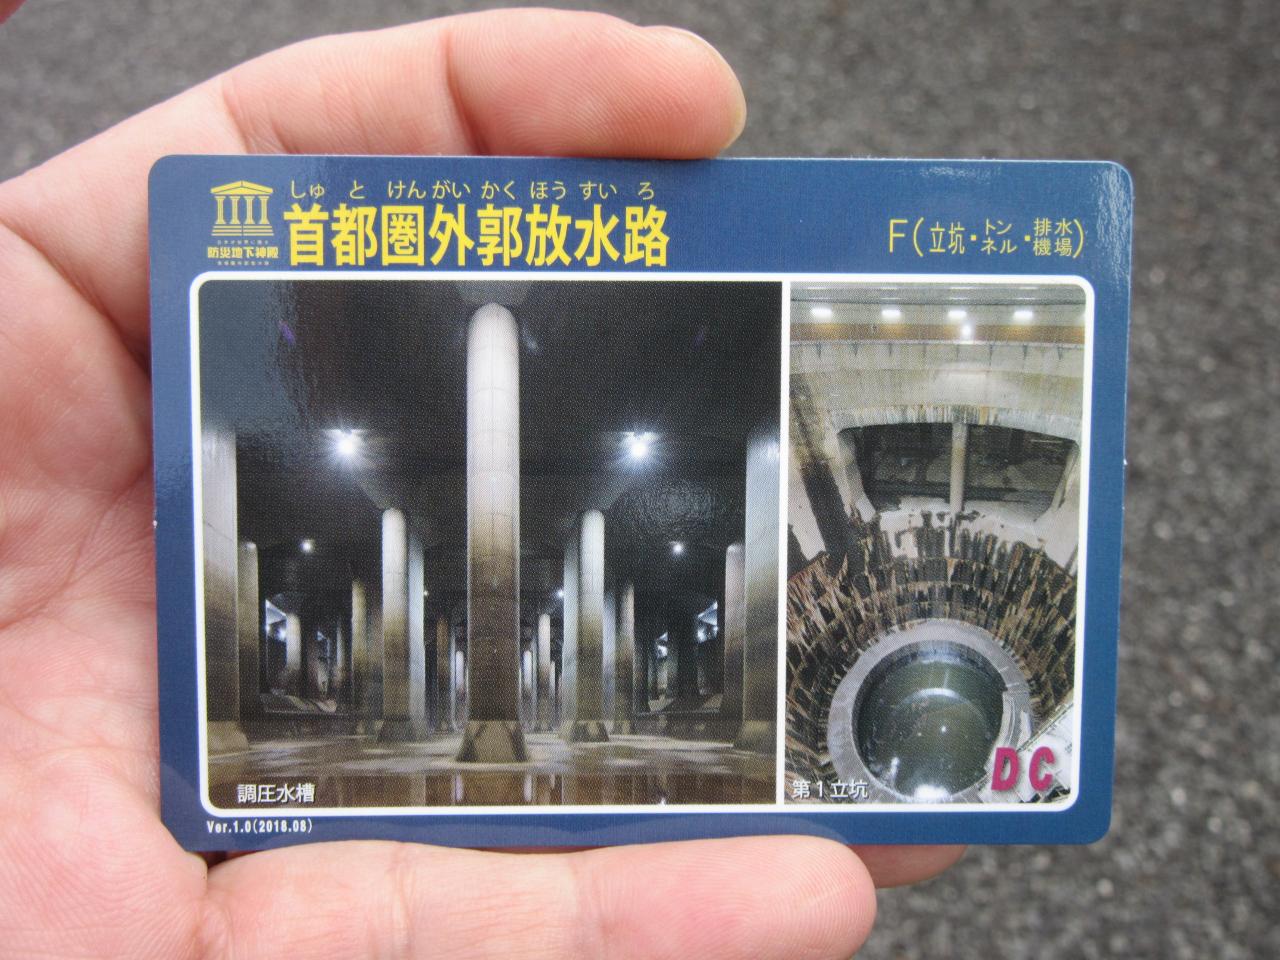 しゅ と けん がい かく ほう すい ろ
首都圏外郭放水路
防災地下神殿
F(立坑・トンネル・排水機場)
調圧水槽
第1立坑
DC
Ver.1.0(2018.08)